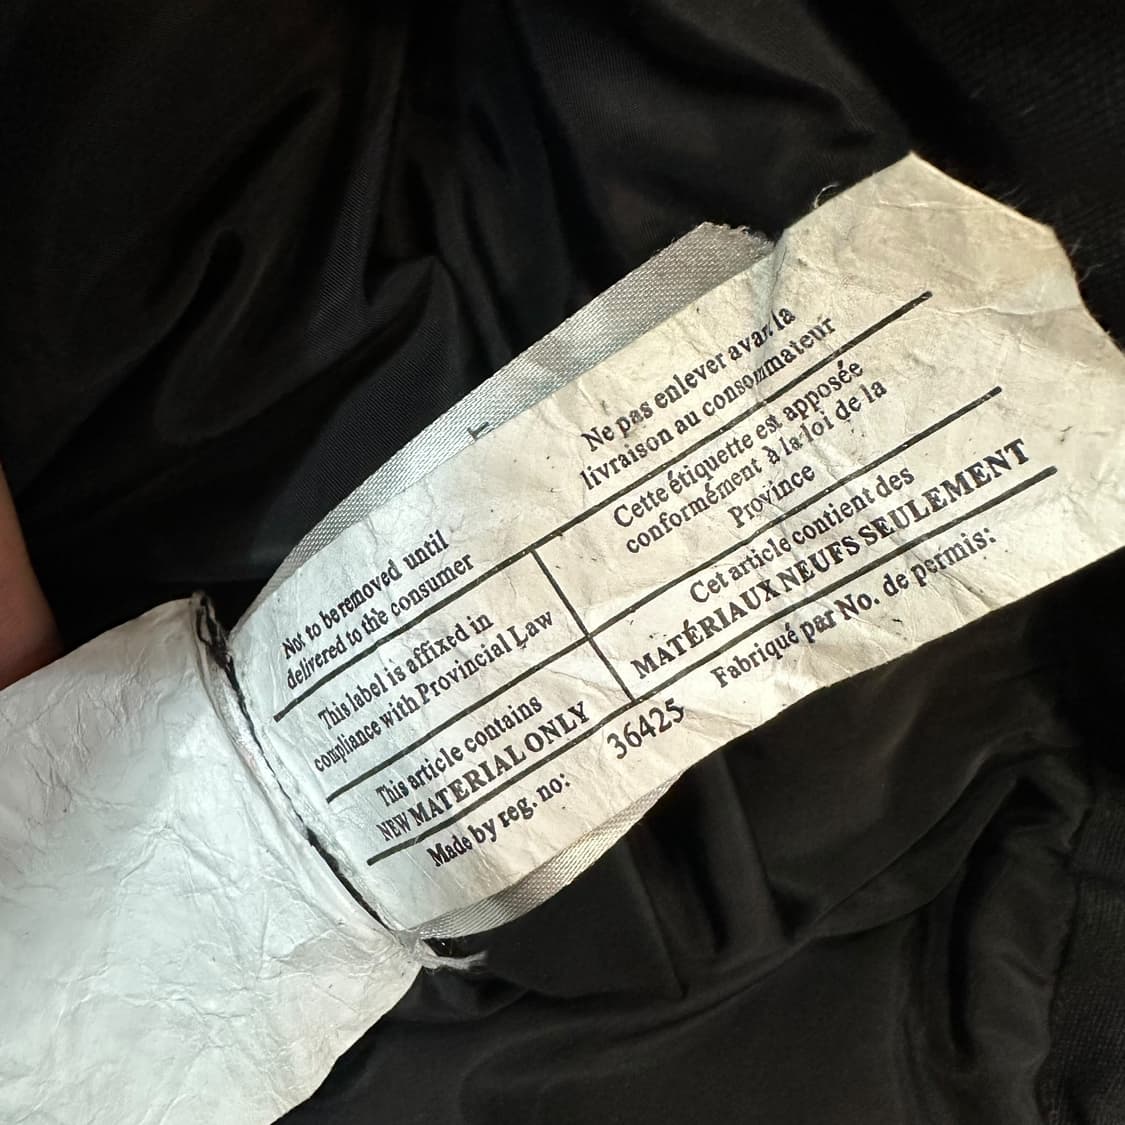 Not to be removed until
delivered to the consumer
Ne pas enlever avant la
livraison au consommateur
This label is affixed in
compliance with Provincial Law
Cette étiquette est apposée
conformément à la loi de la
Province
This article contains
NEW MATERIAL ONLY
Cet article contient des
MATÉRIAUX NEUFS SEULEMENT
Made by reg. no:
36425
Fabriqué par No. de permis: